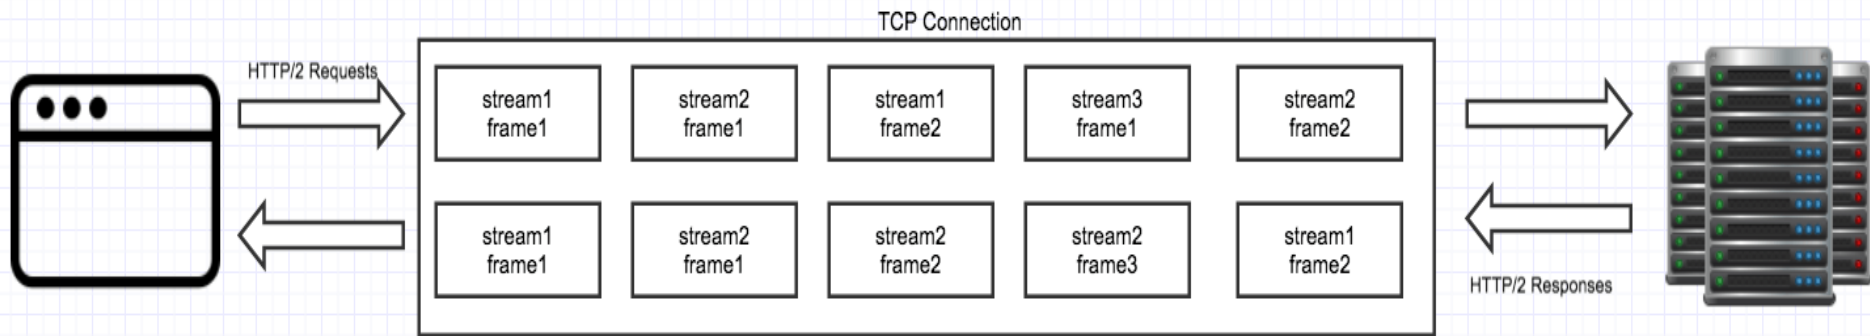 TCP Connection
HTTP/2 Requests
stream1
frame1
stream2
frame1
stream1
frame2
stream3
frame1
stream2
frame2
stream1
frame1
stream2
frame1
stream2
frame2
stream2
frame3
stream1
frame2
HTTP/2 Responses